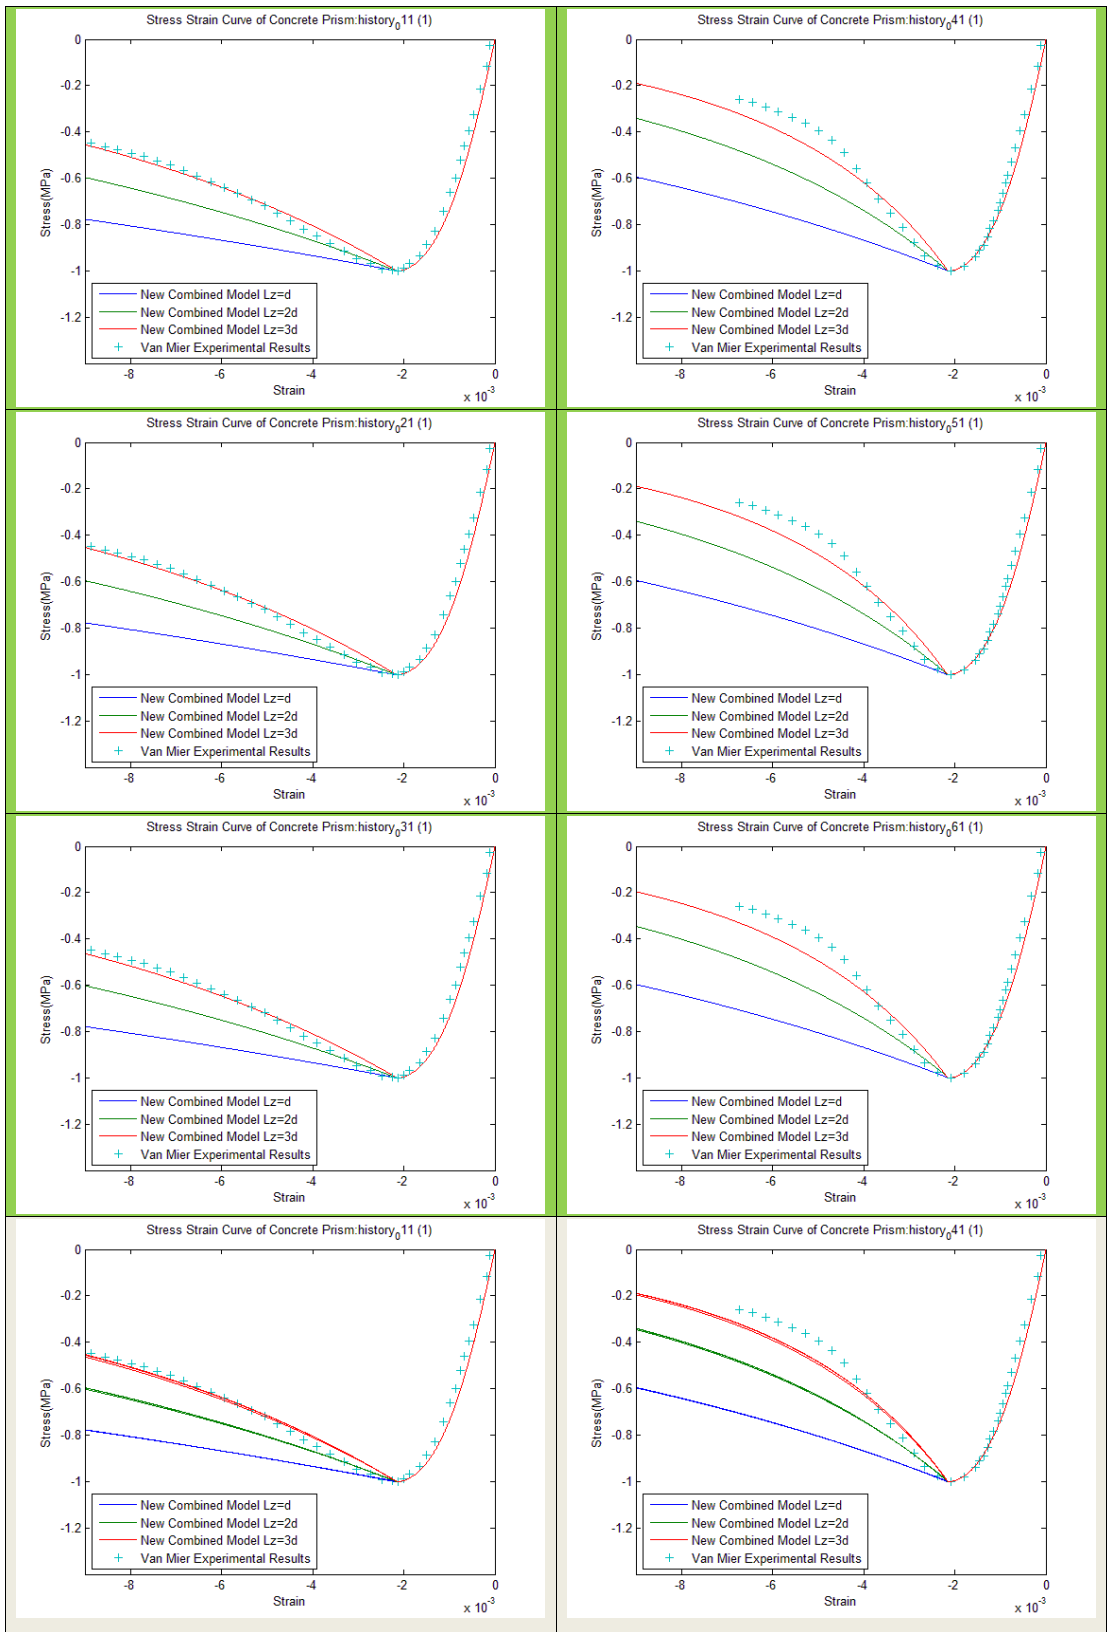 Stress Strain Curve of Concrete Prism:history₀11 (1)
0
-0.2
-0.4
-0.6
-0.8
-1
-1.2
Stress(MPa)
New Combined Model Lz=d
New Combined Model Lz=2d
New Combined Model Lz=3d
Van Mier Experimental Results
-8 -6 -4 -2 0
Strain
x 10⁻³
Stress Strain Curve of Concrete Prism:history₀41 (1)
0
-0.2
-0.4
-0.6
-0.8
-1
-1.2
Stress(MPa)
New Combined Model Lz=d
New Combined Model Lz=2d
New Combined Model Lz=3d
Van Mier Experimental Results
-8 -6 -4 -2 0
Strain
x 10⁻³
Stress Strain Curve of Concrete Prism:history₀21 (1)
0
-0.2
-0.4
-0.6
-0.8
-1
-1.2
Stress(MPa)
New Combined Model Lz=d
New Combined Model Lz=2d
New Combined Model Lz=3d
Van Mier Experimental Results
-8 -6 -4 -2 0
Strain
x 10⁻³
Stress Strain Curve of Concrete Prism:history₀51 (1)
0
-0.2
-0.4
-0.6
-0.8
-1
-1.2
Stress(MPa)
New Combined Model Lz=d
New Combined Model Lz=2d
New Combined Model Lz=3d
Van Mier Experimental Results
-8 -6 -4 -2 0
Strain
x 10⁻³
Stress Strain Curve of Concrete Prism:history₀31 (1)
0
-0.2
-0.4
-0.6
-0.8
-1
-1.2
Stress(MPa)
New Combined Model Lz=d
New Combined Model Lz=2d
New Combined Model Lz=3d
Van Mier Experimental Results
-8 -6 -4 -2 0
Strain
x 10⁻³
Stress Strain Curve of Concrete Prism:history₀61 (1)
0
-0.2
-0.4
-0.6
-0.8
-1
-1.2
Stress(MPa)
New Combined Model Lz=d
New Combined Model Lz=2d
New Combined Model Lz=3d
Van Mier Experimental Results
-8 -6 -4 -2 0
Strain
x 10⁻³
Stress Strain Curve of Concrete Prism:history₀11 (1)
0
-0.2
-0.4
-0.6
-0.8
-1
-1.2
Stress(MPa)
New Combined Model Lz=d
New Combined Model Lz=2d
New Combined Model Lz=3d
Van Mier Experimental Results
-8 -6 -4 -2 0
Strain
x 10⁻³
Stress Strain Curve of Concrete Prism:history₀41 (1)
0
-0.2
-0.4
-0.6
-0.8
-1
-1.2
Stress(MPa)
New Combined Model Lz=d
New Combined Model Lz=2d
New Combined Model Lz=3d
Van Mier Experimental Results
-8 -6 -4 -2 0
Strain
x 10⁻³